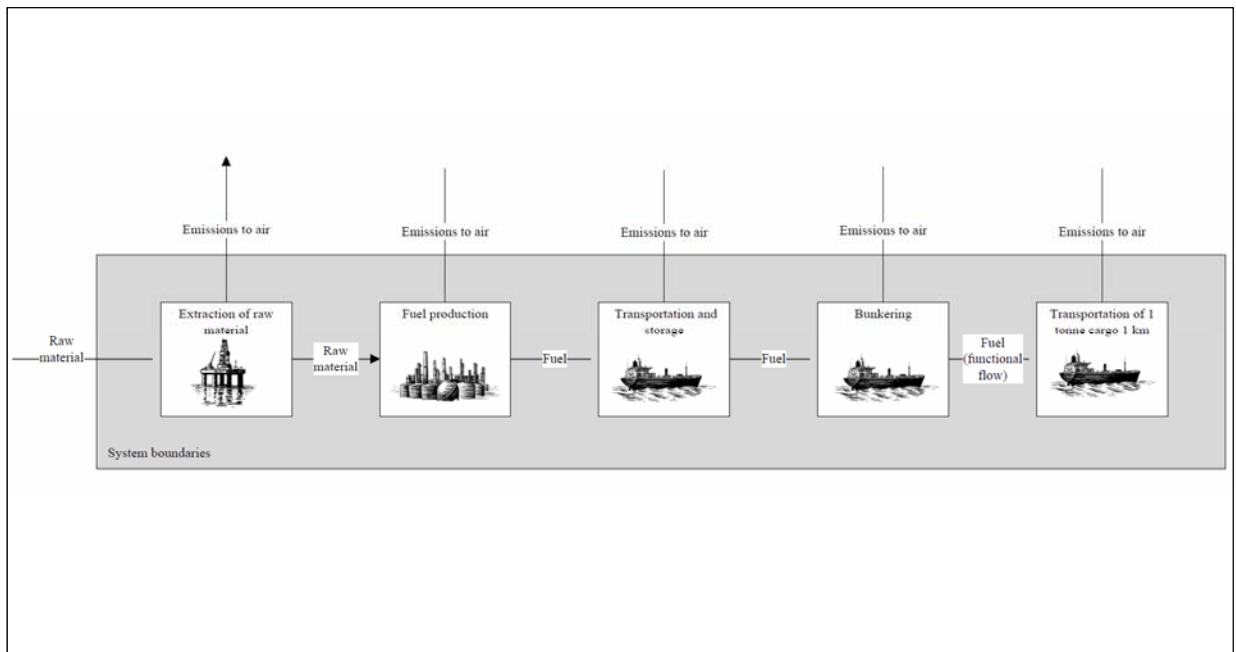 Emissions to air
Emissions to air
Emissions to air
Emissions to air
Emissions to air
Raw
material
Extraction of raw
material
Raw
material
Fuel production
Fuel
Transportation and
storage
Fuel
Bunkering
Fuel
(functional
flow)
Transportation of 1
tonne cargo 1 km
System boundaries